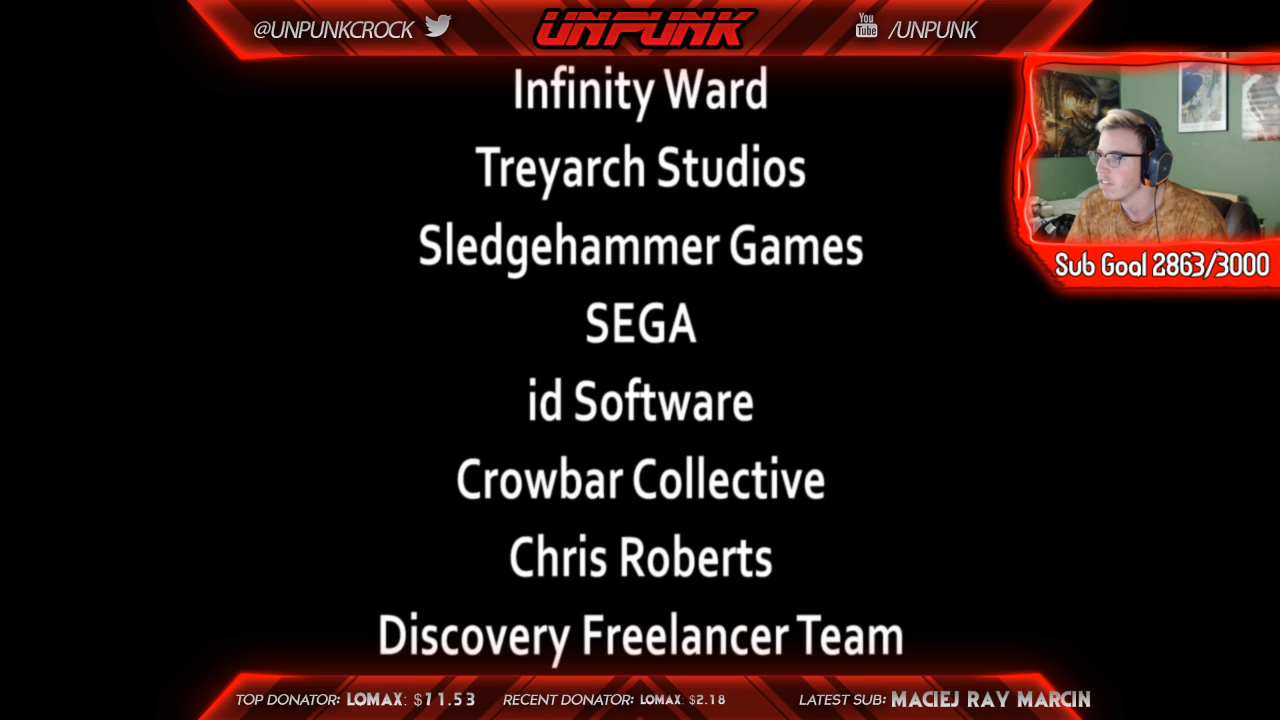 @UNPUNKCROCK
UNPUNK
You Tube /UNPUNK
Infinity Ward
Treyarch Studios
Sledgehammer Games
SEGA
id Software
Crowbar Collective
Chris Roberts
Discovery Freelancer Team
Sub Goal 2863/3000
TOP DONATOR: LOMAX: $11.53
RECENT DONATOR: LOMAX: $2.18
LATEST SUB: MACIEJ RAY MARCIN